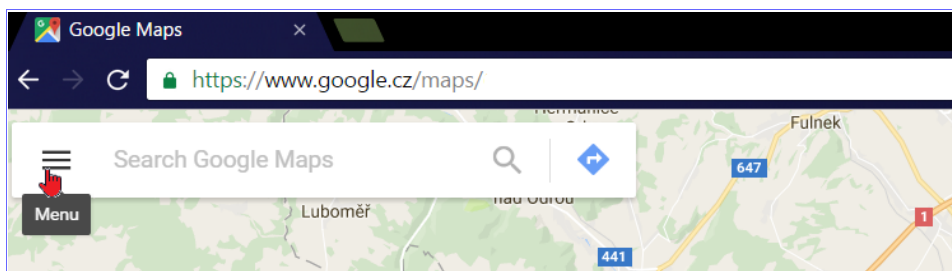 Google Maps
https://www.google.cz/maps/
Fulnek
Search Google Maps
647
Menu
Luboměř
nad Odrou
1
441